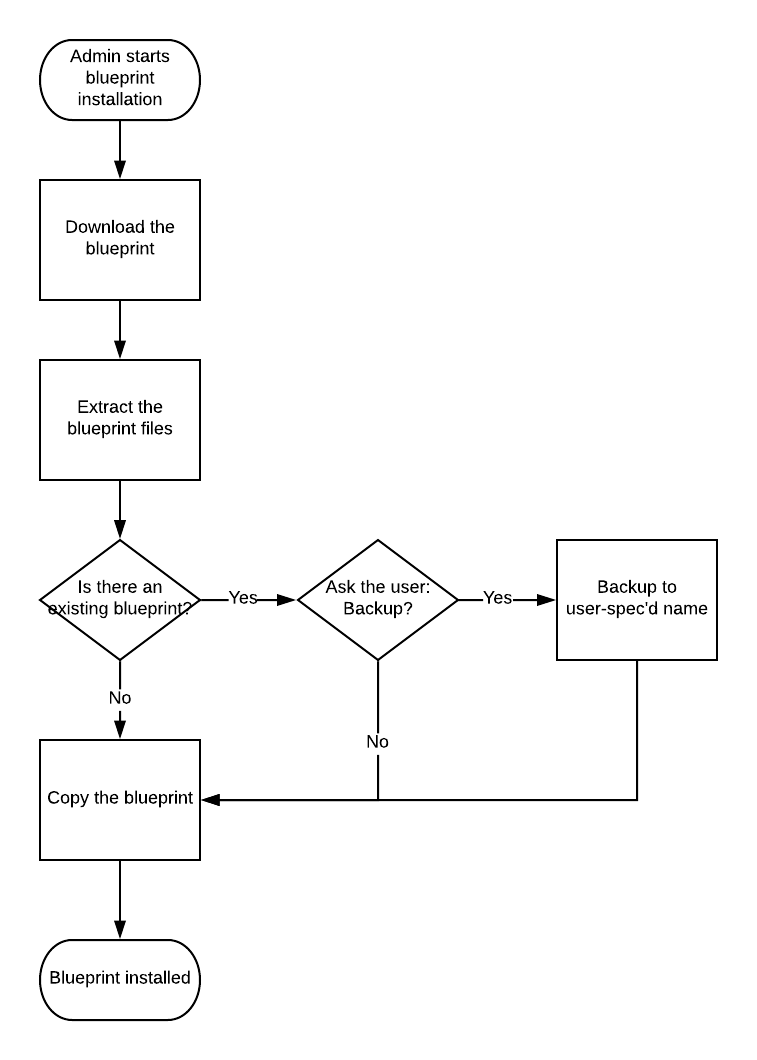 Admin starts
blueprint
installation
Download the
blueprint
Extract the
blueprint files
Is there an
existing blueprint?
Yes
Ask the user:
Backup?
Yes
Backup to
user-spec'd name
No
No
Copy the blueprint
Blueprint installed